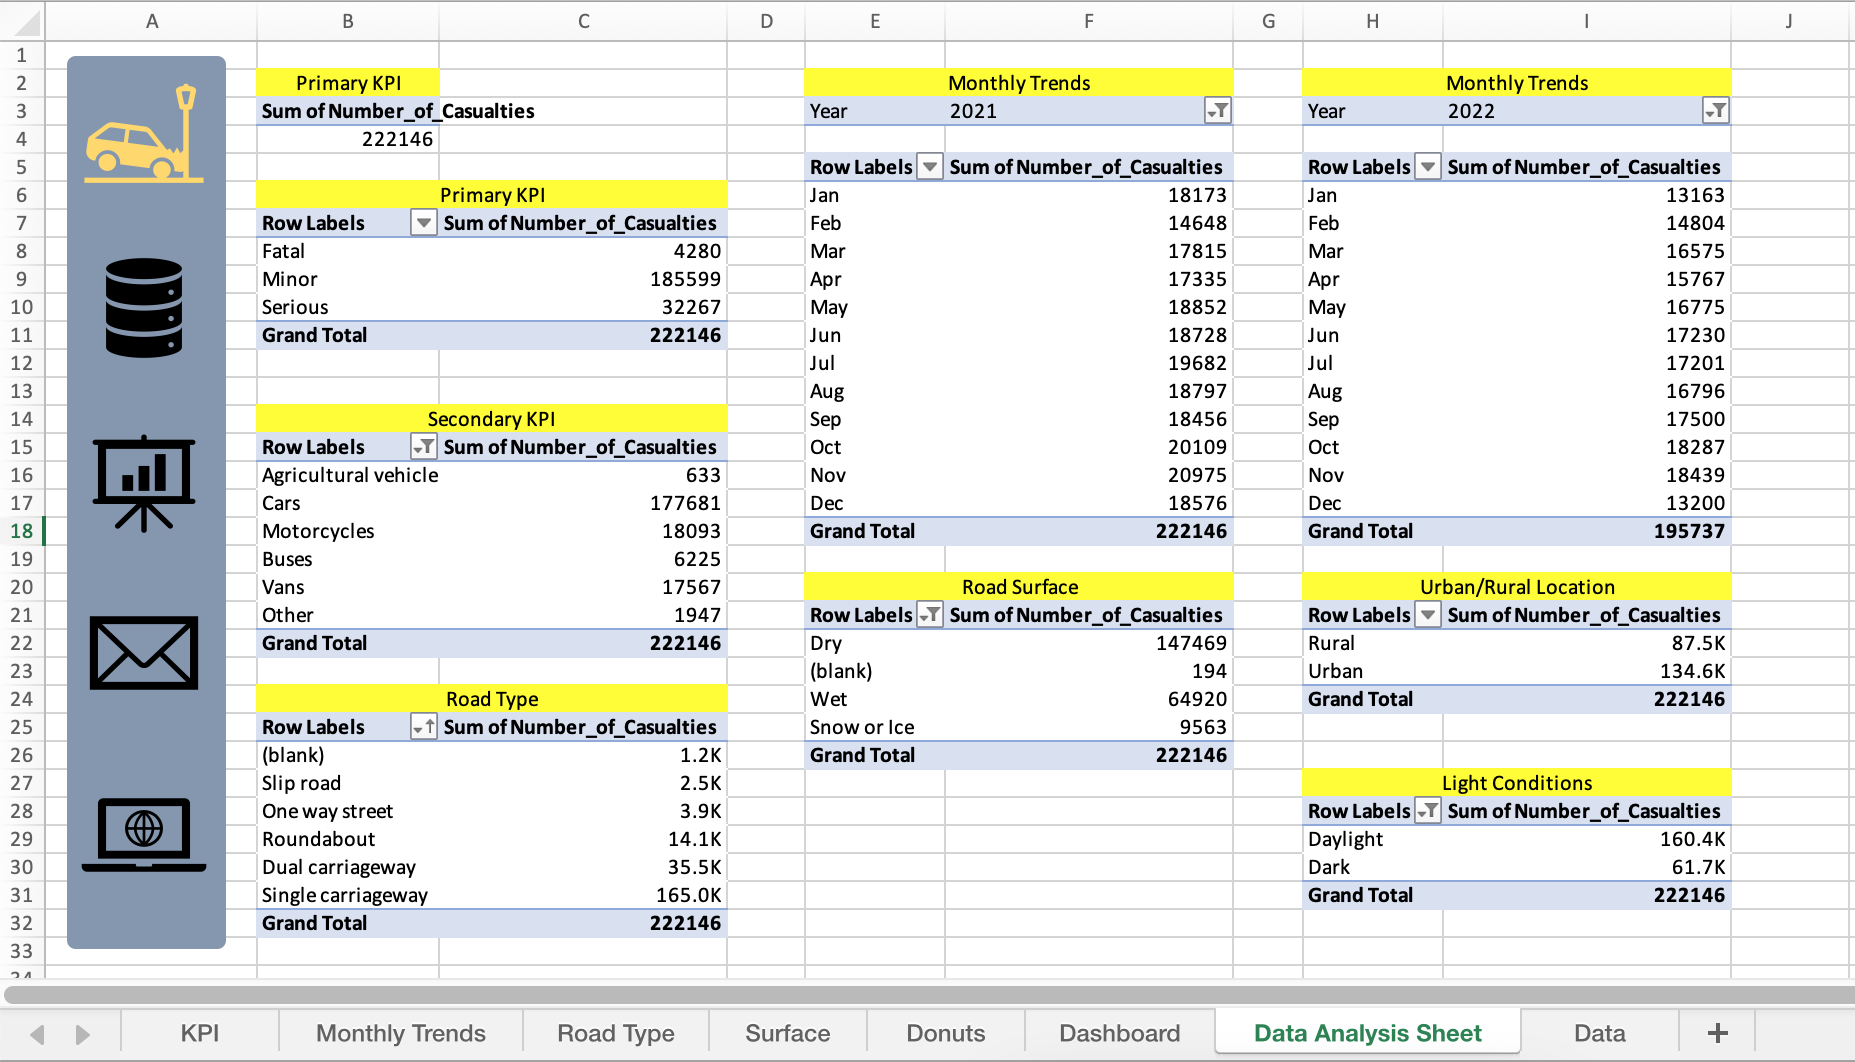 A B C D E F G H I J
1
2 Primary KPI Monthly Trends Monthly Trends
3 Sum of Number_of_Casualties Year 2021 Year 2022
4 222146
5 Row Labels Sum of Number_of_Casualties Row Labels Sum of Number_of_Casualties
6 Primary KPI Jan 18173 Jan 13163
7 Row Labels Sum of Number_of_Casualties Feb 14648 Feb 14804
8 Fatal 4280 Mar 17815 Mar 16575
9 Minor 185599 Apr 17335 Apr 15767
10 Serious 32267 May 18852 May 16775
11 Grand Total 222146 Jun 18728 Jun 17230
12 Jul 19682 Jul 17201
13 Aug 18797 Aug 16796
14 Secondary KPI Sep 18456 Sep 17500
15 Row Labels Sum of Number_of_Casualties Oct 20109 Oct 18287
16 Agricultural vehicle 633 Nov 20975 Nov 18439
17 Cars 177681 Dec 18576 Dec 13200
18 Motorcycles 18093 Grand Total 222146 Grand Total 195737
19 Buses 6225
20 Vans 17567 Road Surface Urban/Rural Location
21 Other 1947 Row Labels Sum of Number_of_Casualties Row Labels Sum of Number_of_Casualties
22 Grand Total 222146 Dry 147469 Rural 87.5K
23 (blank) 194 Urban 134.6K
24 Road Type Wet 64920 Grand Total 222146
25 Row Labels Sum of Number_of_Casualties Snow or Ice 9563
26 (blank) 1.2K Grand Total 222146
27 Slip road 2.5K Light Conditions
28 One way street 3.9K Row Labels Sum of Number_of_Casualties
29 Roundabout 14.1K Daylight 160.4K
30 Dual carriageway 35.5K Dark 61.7K
31 Single carriageway 165.0K Grand Total 222146
32 Grand Total 222146
33
34
KPI Monthly Trends Road Type Surface Donuts Dashboard Data Analysis Sheet Data +